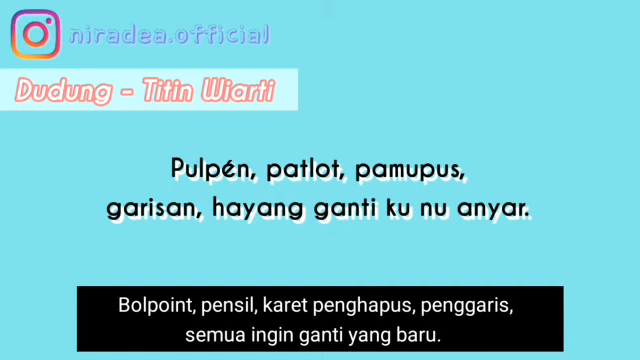 niradea.official
Dudung - Titin Wiarti
Pulpén, patlot, pamupus,
garisan, hayang ganti ku nu anyar.
Bolpoint, pensil, karet penghapus, penggaris,
semua ingin ganti yang baru.